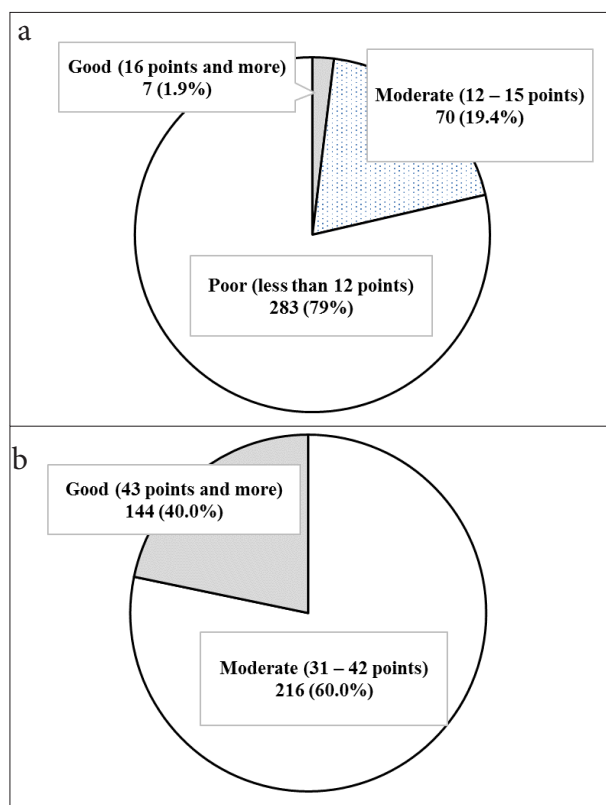 a
Good (16 points and more)
7 (1.9%)
Moderate (12 – 15 points)
70 (19.4%)
Poor (less than 12 points)
283 (79%)
b
Good (43 points and more)
144 (40.0%)
Moderate (31 – 42 points)
216 (60.0%)